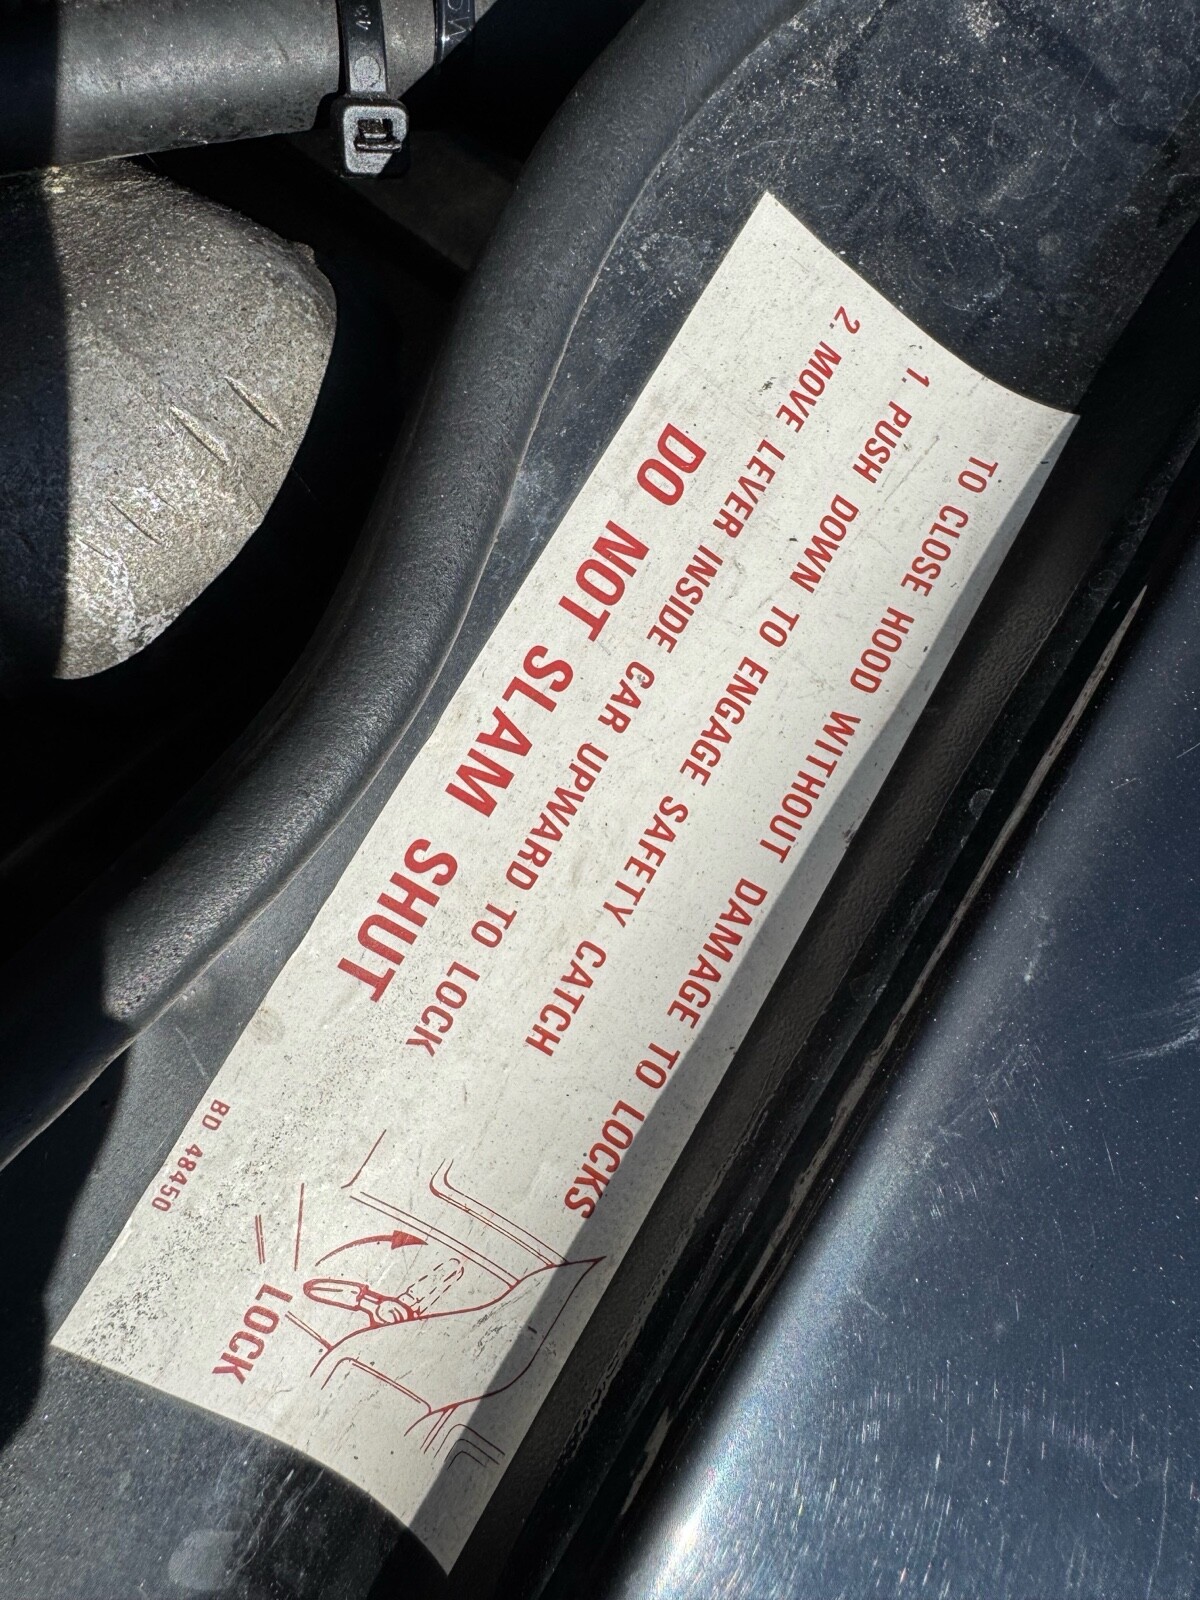 TO CLOSE HOOD WITHOUT DAMAGE TO LOCKS
1. PUSH DOWN TO ENGAGE SAFETY CATCH
2. MOVE LEVER INSIDE CAR UPWARD TO LOCK
DO NOT SLAM SHUT
BD 48450
LOCK